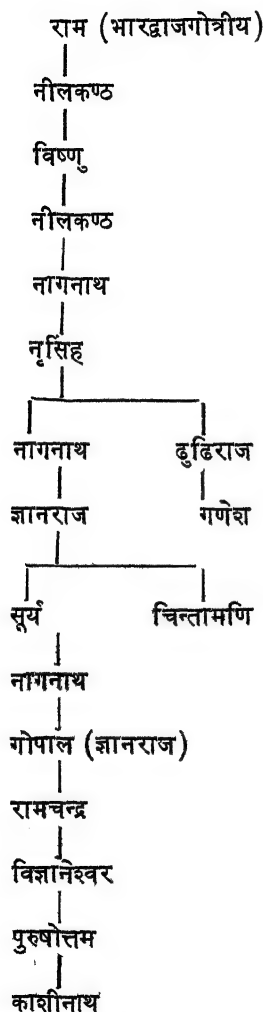 राम (भारद्वाजगोत्रीय)
नीलकण्ठ
विष्णु
नीलकण्ठ
नागनाथ
नृसिंह
नागनाथ ढुढिराज
ज्ञानराज गणेश
सूर्य चिन्तामणि
नागनाथ
गोपाल (ज्ञानराज)
रामचन्द्र
विज्ञानेश्वर
पुरुषोत्तम
काशीनाथ